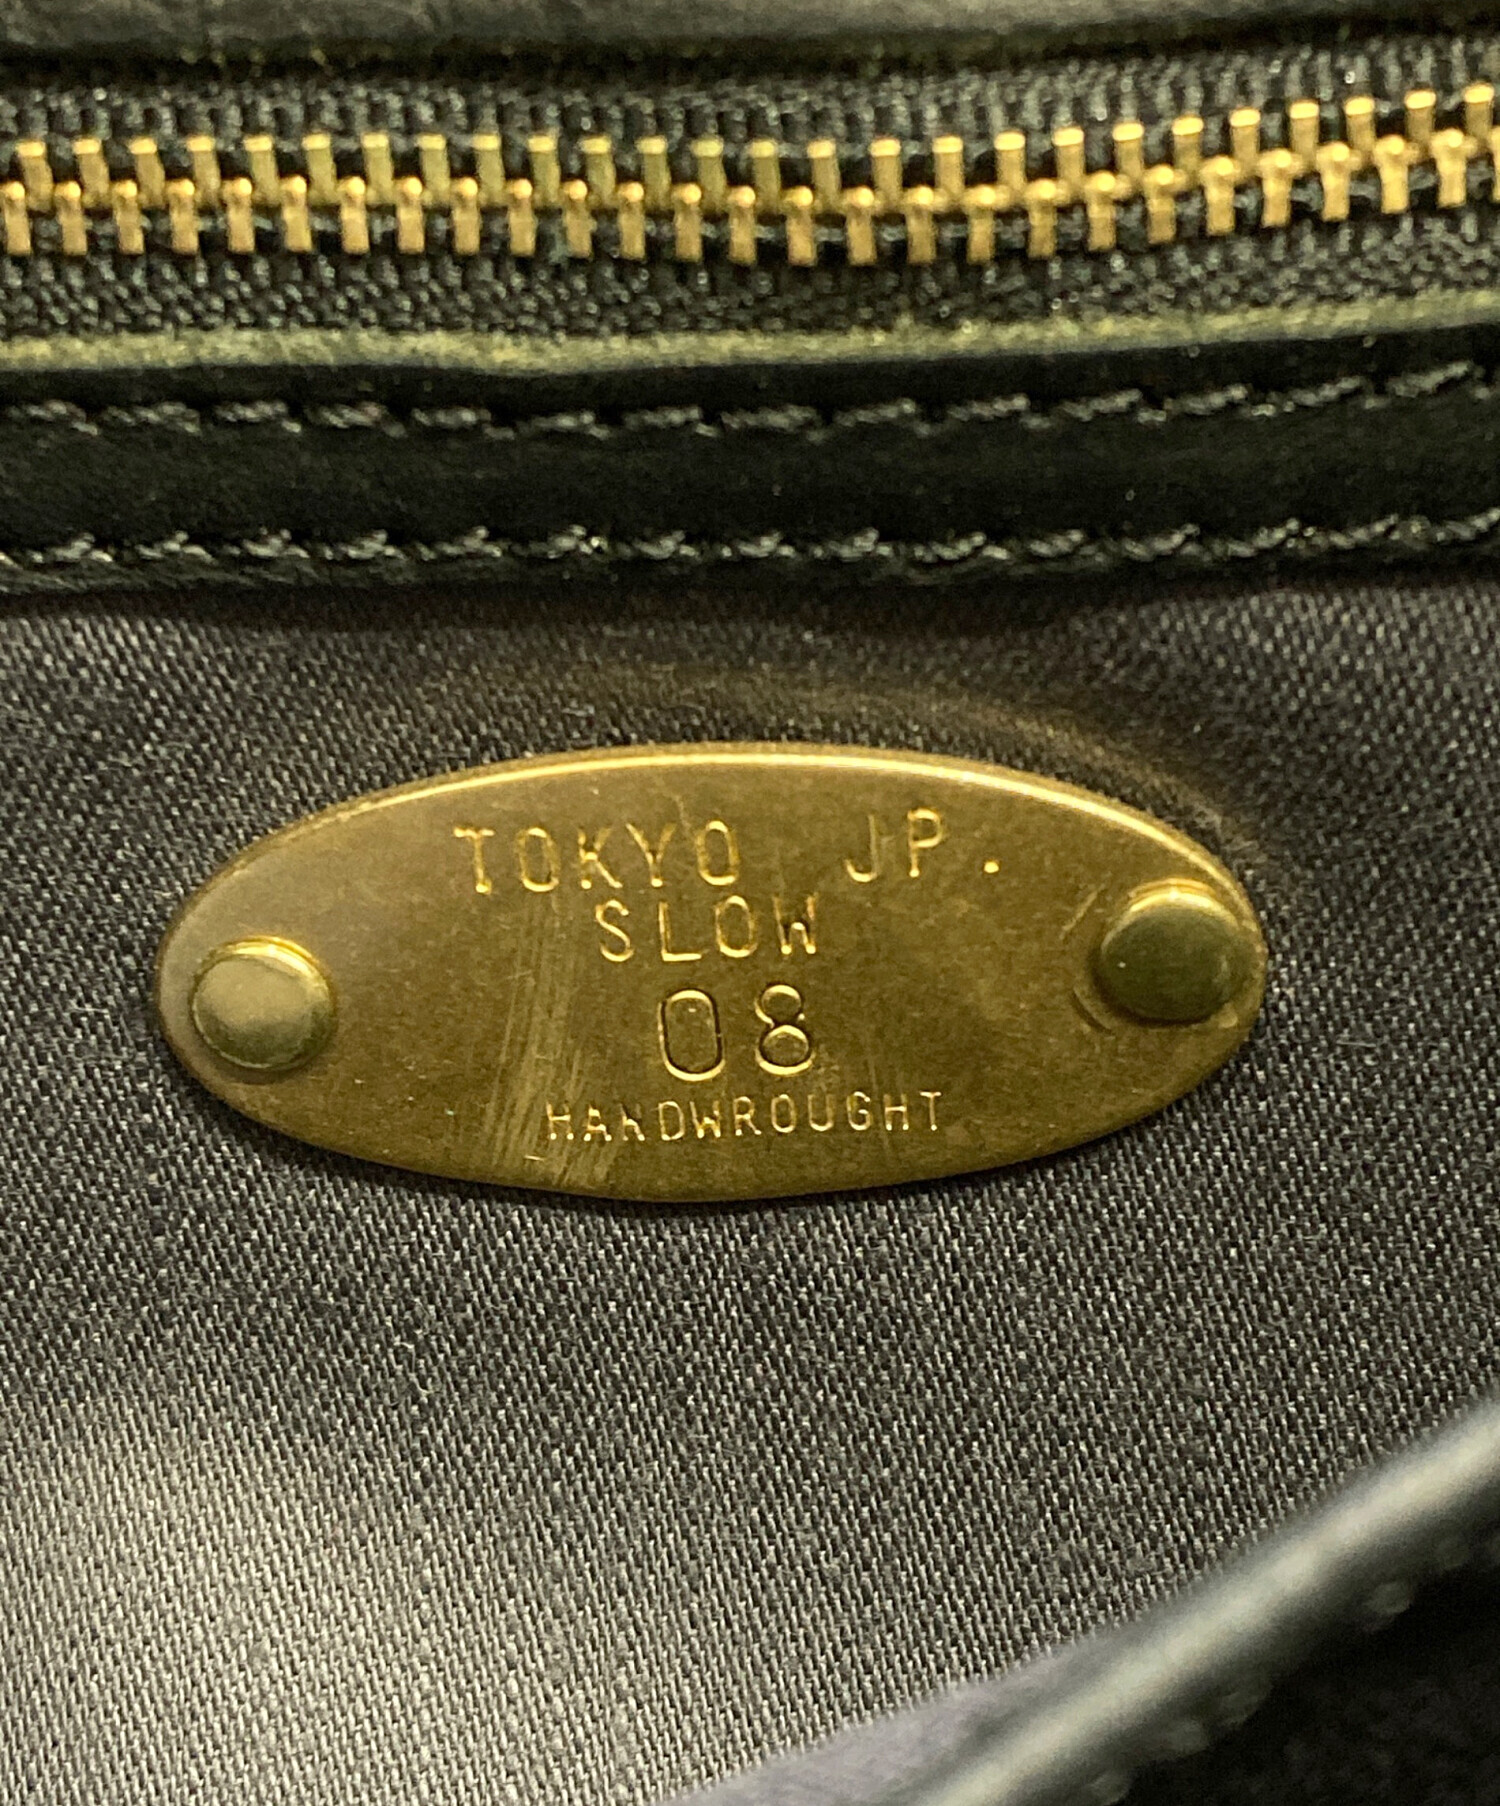 TOKYO JP.
SLOW
08
HANDWROUGHT